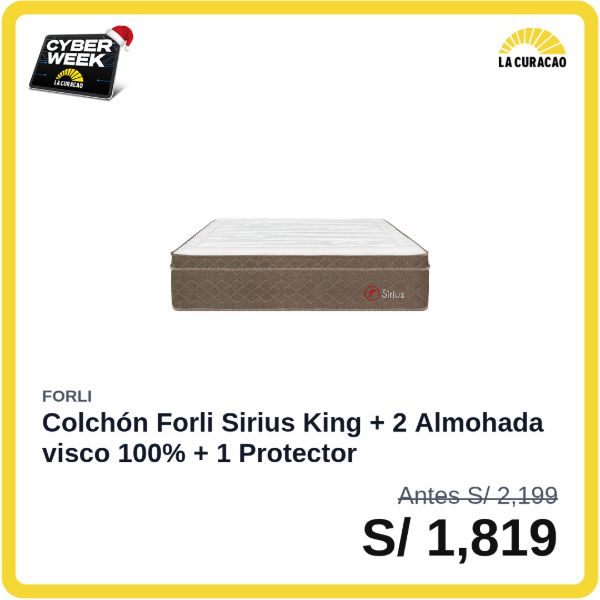 CYBER
WEEK
LA CURACAO
LA CURACAO
Sirius
FORLI
Colchón Forli Sirius King + 2 Almohada
visco 100% + 1 Protector
Antes S/ 2,199
S/ 1,819